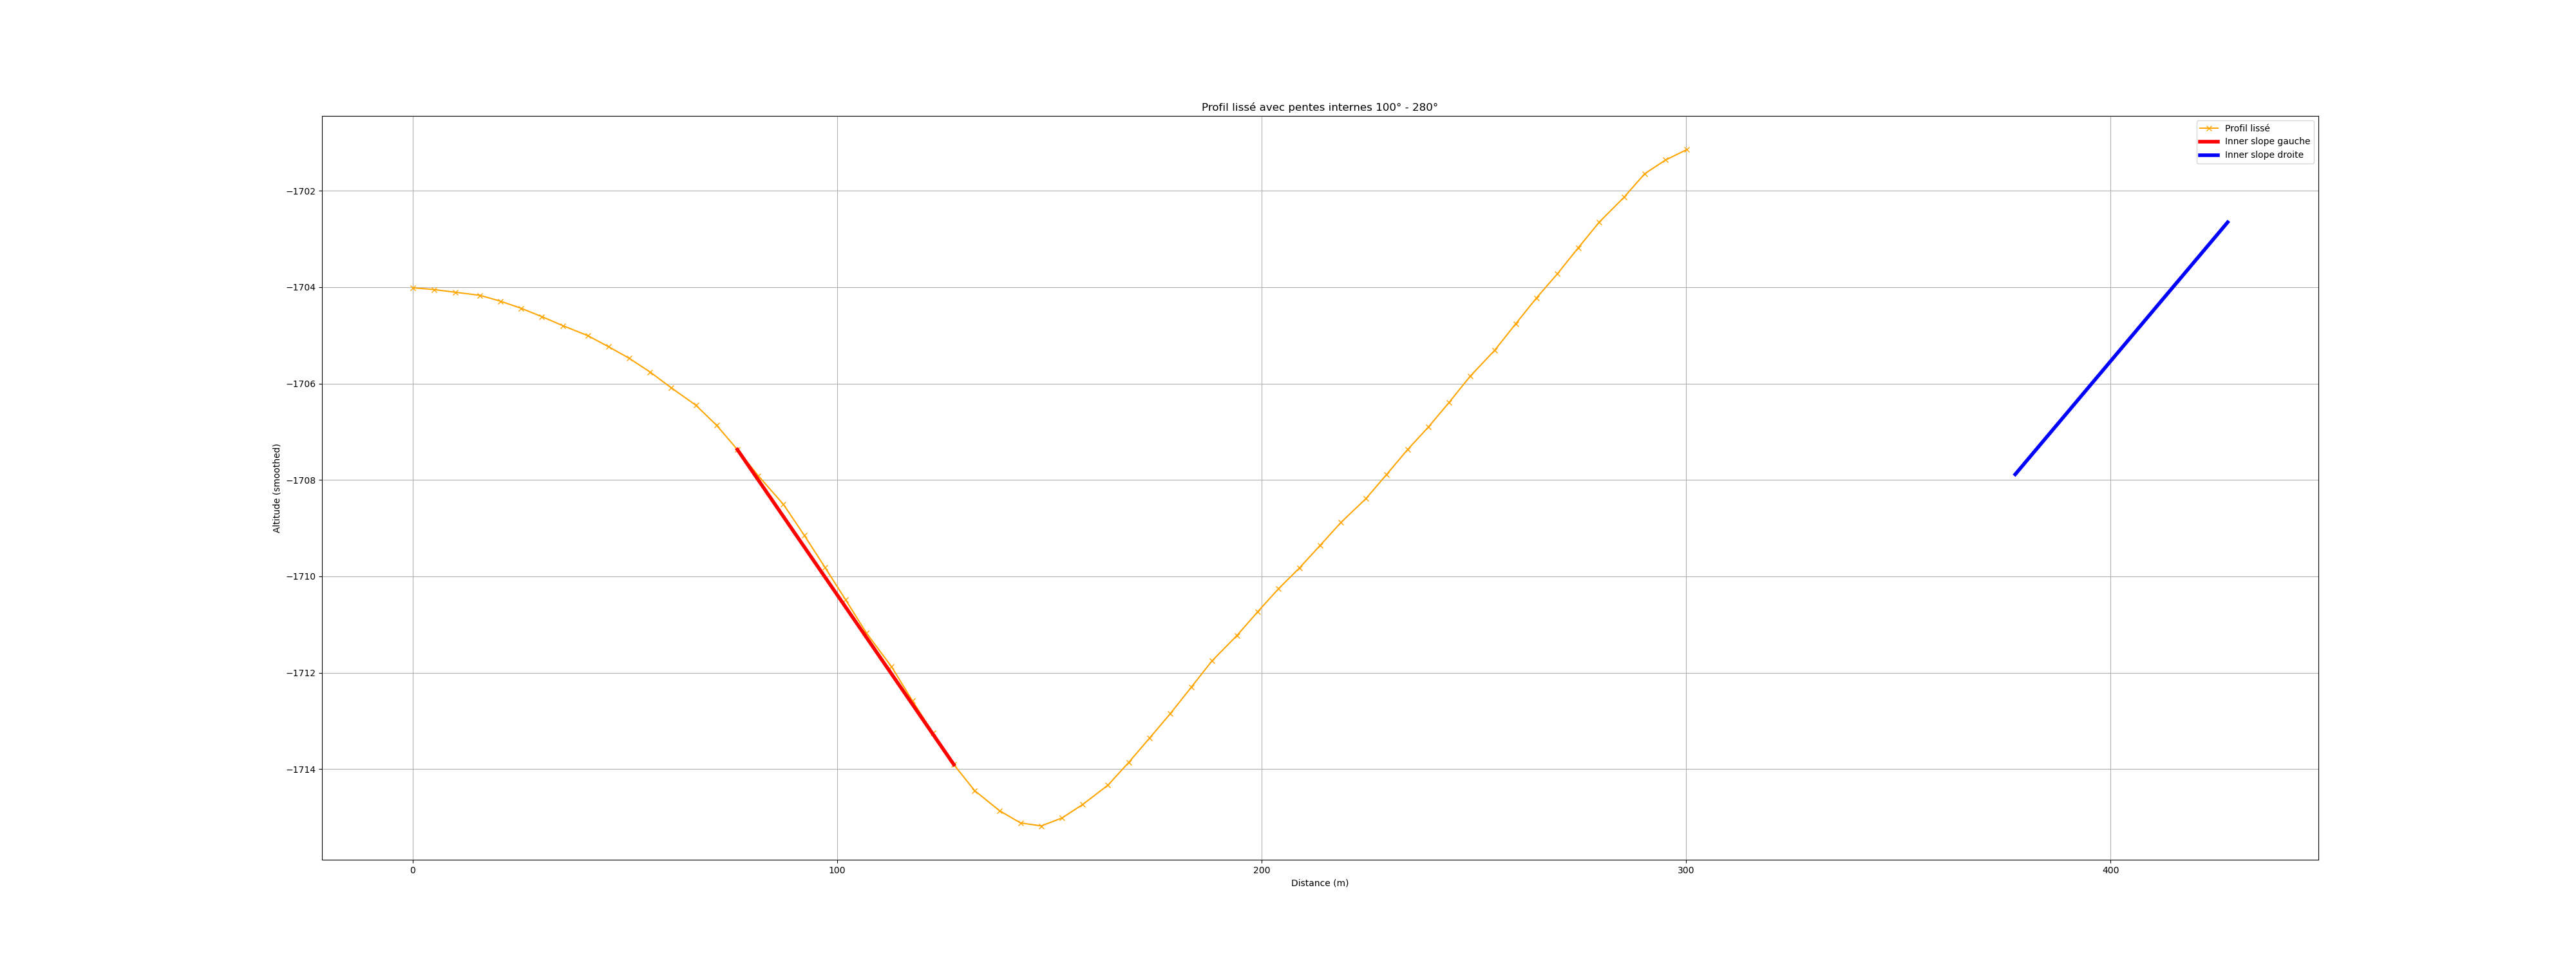 Profil lissé avec pentes internes 100° - 280°
Profil lissé
Inner slope gauche
Inner slope droite
Altitude (smoothed)
−1702
−1704
−1706
−1708
−1710
−1712
−1714
0
100
200
300
400
Distance (m)